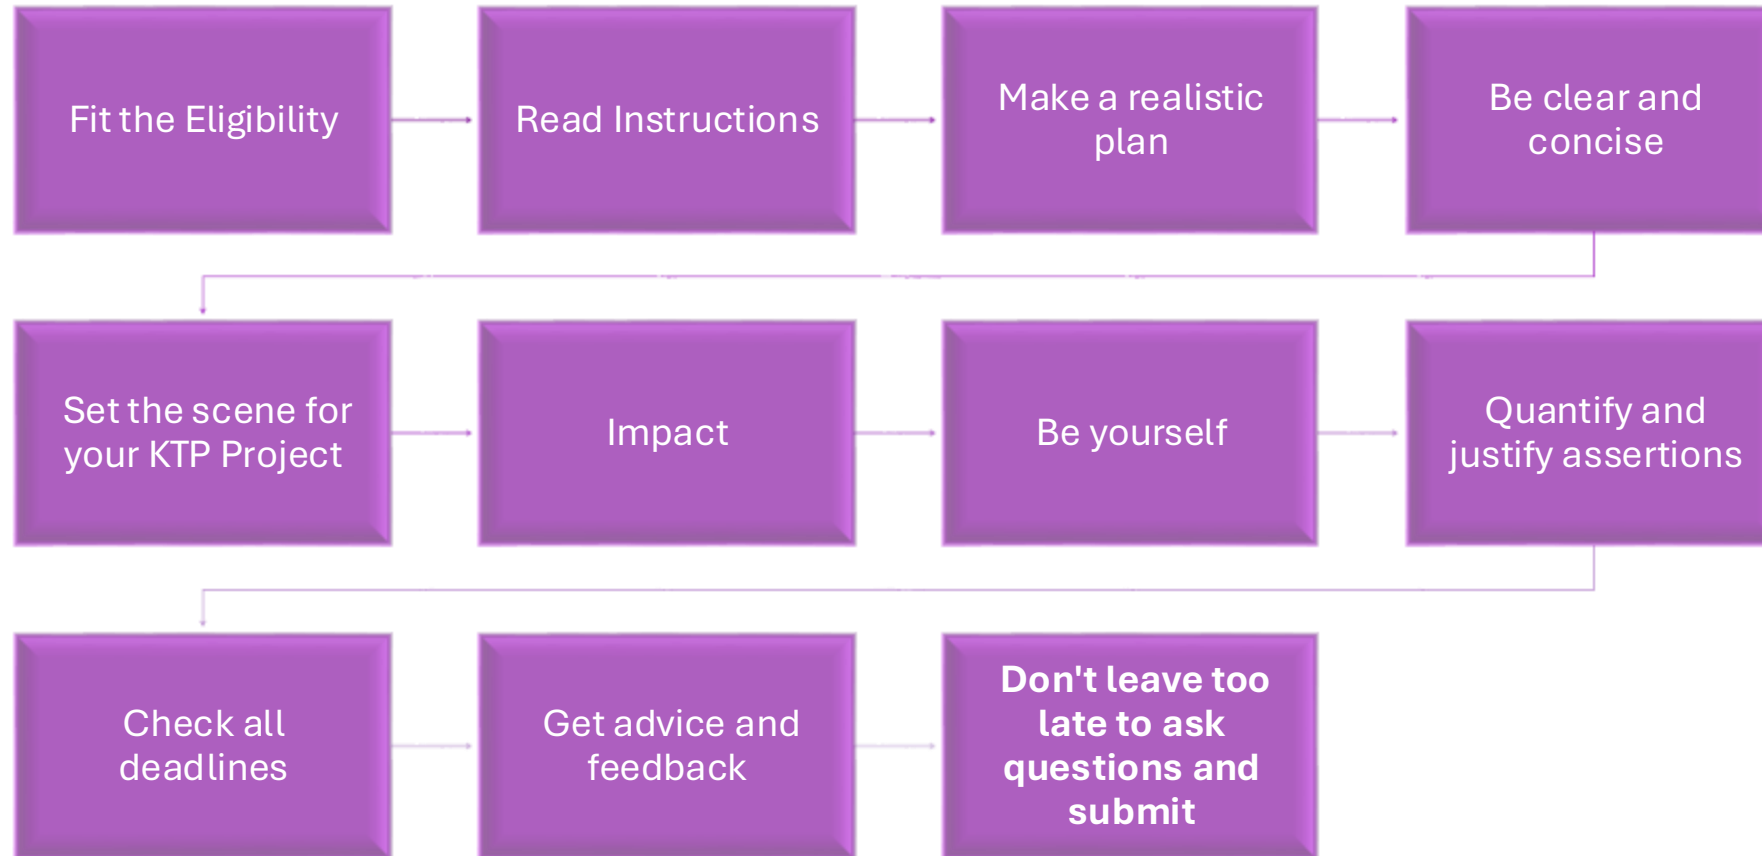 Fit the Eligibility
Read Instructions
Make a realistic
plan
Be clear and
concise
Set the scene for
your KTP Project
Impact
Be yourself
Quantify and
justify assertions
Check all
deadlines
Get advice and
feedback
Don't leave too
late to ask
questions and
submit